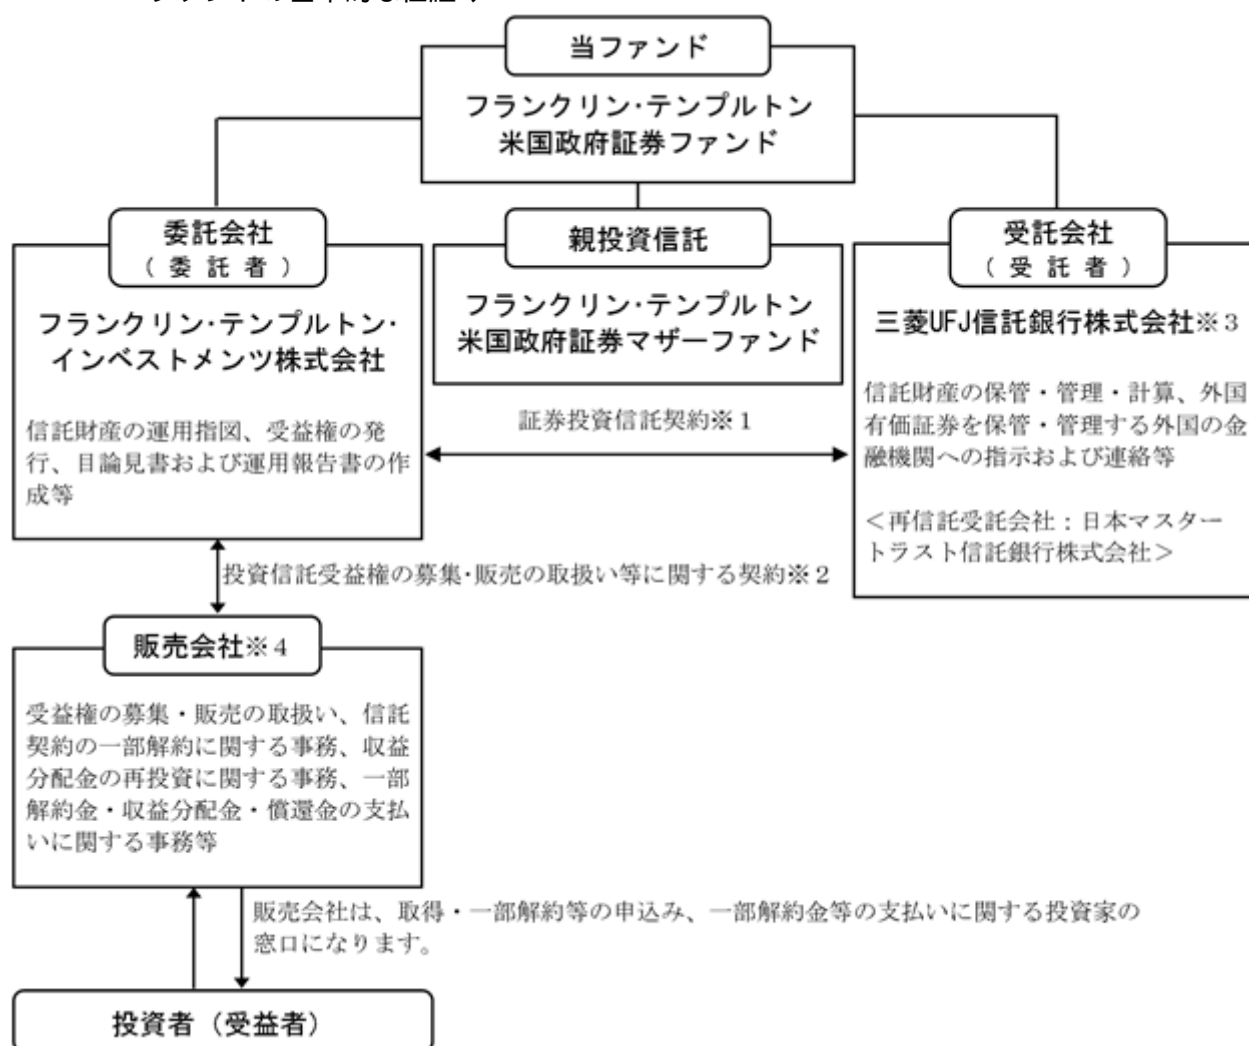 当ファンド
フランクリン･テンプルトン
米国政府証券ファンド
委託会社
（ 委 託 者 ）
フランクリン･テンプルトン･
インベストメンツ株式会社
信託財産の運用指図、受益権の発
行、目論見書および運用報告書の作
成等
親投資信託
フランクリン･テンプルトン
米国政府証券マザーファンド
証券投資信託契約※１
受託会社
（ 受 託 者 ）
三菱UFJ信託銀行株式会社※３
信託財産の保管・管理・計算、外国
有価証券を保管・管理する外国の金
融機関への指示および連絡等
＜再信託受託会社：日本マスター
トラスト信託銀行株式会社＞
投資信託受益権の募集･販売の取扱い等に関する契約※２
販売会社※４
受益権の募集・販売の取扱い、信託
契約の一部解約に関する事務、収益
分配金の再投資に関する事務、一部
解約金・収益分配金・償還金の支払
いに関する事務等
販売会社は、取得・一部解約等の申込み、一部解約金等の支払いに関する投資家の
窓口になります。
投資者（受益者）